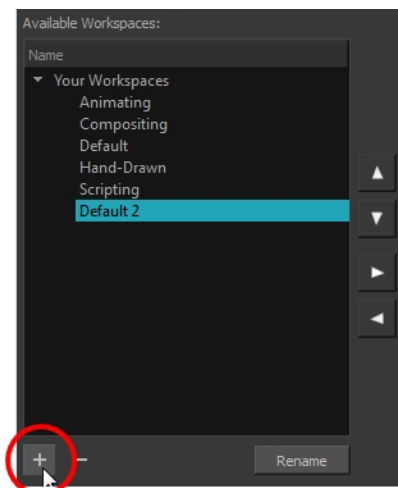 Available Workspaces:
Name
Your Workspaces
Animating
Compositing
Default
Hand-Drawn
Scripting
Default 2
Rename